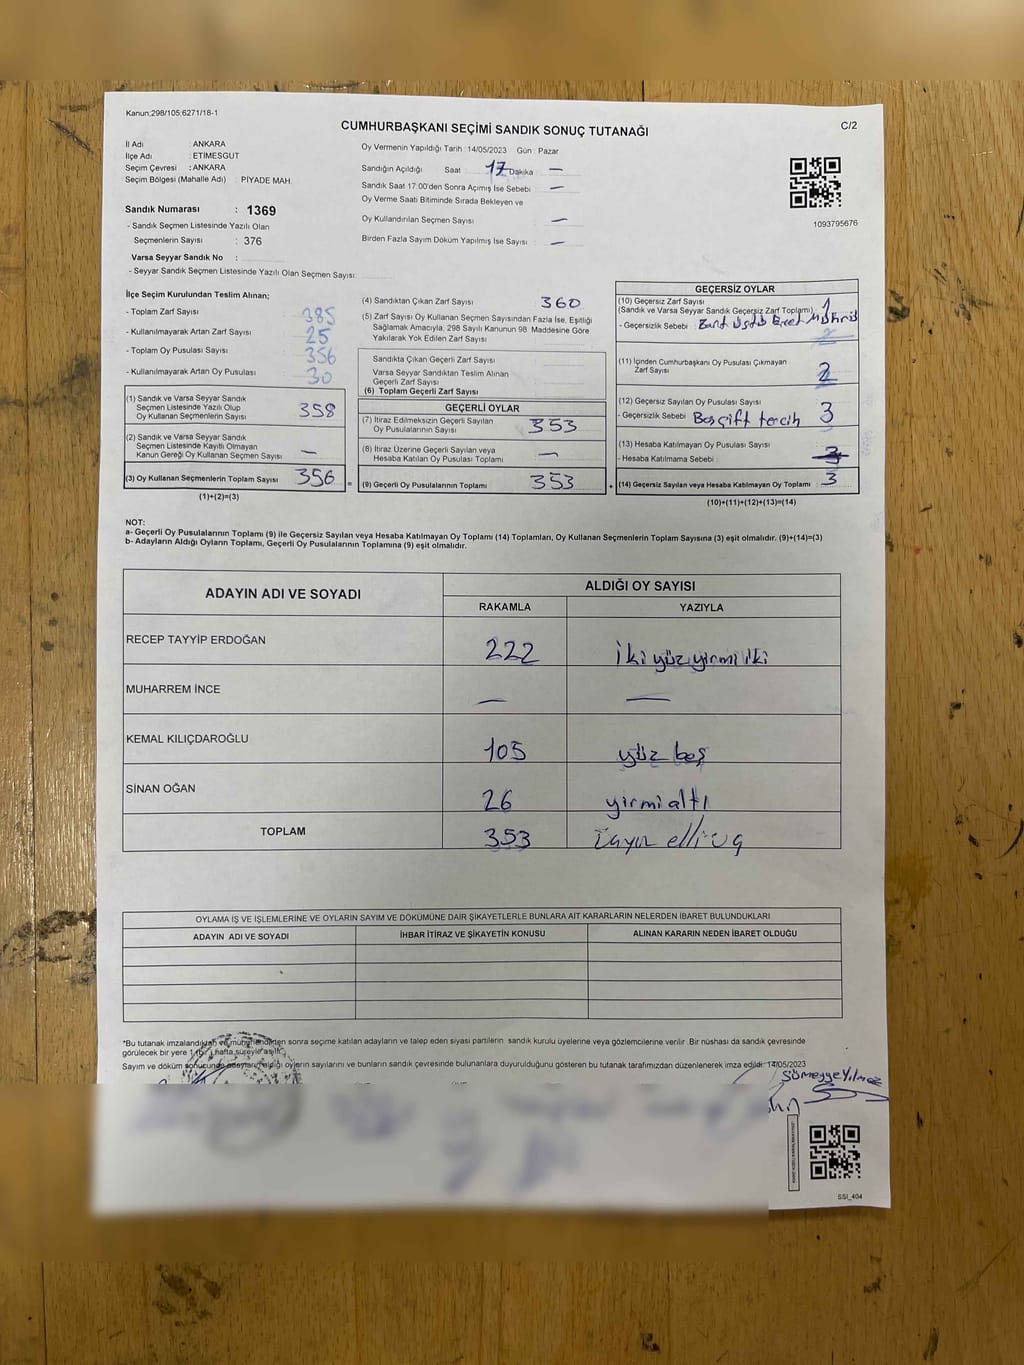 Kanun;298/105;6271/18-1
CUMHURBAŞKANI SEÇİMİ SANDIK SONUÇ TUTANAĞI
C/2
İl Adı : ANKARA
İlçe Adı : ETİMESGUT
Seçim Çevresi : ANKARA
Seçim Bölgesi (Mahalle Adı) : PİYADE MAH.
Sandık Numarası : 1369
- Sandık Seçmen Listesinde Yazılı Olan
Seçmenlerin Sayısı : 376
Varsa Seyyar Sandık No :
- Seyyar Sandık Seçmen Listesinde Yazılı Olan Seçmen Sayısı:
Oy Vermenin Yapıldığı Tarih :14/05/2023 Gün : Pazar
Sandığın Açıldığı Saat 17 Dakika —
Sandık Saat 17:00'den Sonra Açımış İse Sebebi —
Oy Verme Saati Bitiminde Sırada Bekleyen ve
Oy Kullandırılan Seçmen Sayısı —
Birden Fazla Sayım Döküm Yapılmış İse Sayısı —
1093795676
İlçe Seçim Kurulundan Teslim Alınan;
- Toplam Zarf Sayısı 385
- Kullanılmayarak Artan Zarf Sayısı 25
- Toplam Oy Pusulası Sayısı 356
- Kullanılmayarak Artan Oy Pusulası 30
(1) Sandık ve Varsa Seyyar Sandık
Seçmen Listesinde Yazılı Olup
Oy Kullanan Seçmenlerin Sayısı 358
(2) Sandık ve Varsa Seyyar Sandık
Seçmen Listesinde Kayıtlı Olmayan
Kanun Gereği Oy Kullanan Seçmen Sayısı —
(3) Oy Kullanan Seçmenlerin Toplam Sayısı 356 =
(1)+(2)=(3)
(4) Sandıktan Çıkan Zarf Sayısı 360
(5) Zarf Sayısı Oy Kullanan Seçmen Sayısından Fazla İse, Eşitliği
Sağlamak Amacıyla, 298 Sayılı Kanunun 98. Maddesine Göre
Yakılarak Yok Edilen Zarf Sayısı
Sandıkta Çıkan Geçerli Zarf Sayısı
Varsa Seyyar Sandıktan Teslim Alınan
Geçerli Zarf Sayısı
(6) Toplam Geçerli Zarf Sayısı
GEÇERLİ OYLAR
(7) İtiraz Edilmeksizin Geçerli Sayılan
Oy Pusulalarının Sayısı 353
(8) İtiraz Üzerine Geçerli Sayılan veya
Hesaba Katılan Oy Pusulası Toplamı —
(9) Geçerli Oy Pusulalarının Toplamı 353 +
GEÇERSİZ OYLAR
(10) Geçersiz Zarf Sayısı 1
(Sandık ve Varsa Seyyar Sandık Geçersiz Zarf Toplamı)
- Geçersizlik Sebebi
(11) İçinden Cumhurbaşkanı Oy Pusulası Çıkmayan
Zarf Sayısı 2
(12) Geçersiz Sayılan Oy Pusulası Sayısı 3
- Geçersizlik Sebebi Boş çift tercih
(13) Hesaba Katılmayan Oy Pusulası Sayısı
- Hesaba Katılmama Sebebi
(14) Geçersiz Sayılan veya Hesaba Katılmayan Oy Toplamı 3
(10)+(11)+(12)+(13)=(14)
NOT:
a- Geçerli Oy Pusulalarının Toplamı (9) ile Geçersiz Sayılan veya Hesaba Katılmayan Oy Toplamı (14) Toplamları, Oy Kullanan Seçmenlerin Toplam Sayısına (3) eşit olmalıdır. (9)+(14)=(3)
b- Adayların Aldığı Oyların Toplamı, Geçerli Oy Pusulalarının Toplamına (9) eşit olmalıdır.
ADAYIN ADI VE SOYADI ALDIĞI OY SAYISI
RAKAMLA YAZIYLA
RECEP TAYYİP ERDOĞAN 222 iki yüz yirmi iki
MUHARREM İNCE — —
KEMAL KILIÇDAROĞLU 105 yüz beş
SİNAN OĞAN 26 yirmi altı
TOPLAM 353
OYLAMA İŞ VE İŞLEMLERİNE VE OYLARIN SAYIM VE DÖKÜMÜNE DAİR ŞİKAYETLERLE BUNLARA AİT KARARLARIN NELERDEN İBARET BULUNDUKLARI
ADAYIN ADI VE SOYADI İHBAR İTİRAZ VE ŞİKAYETİN KONUSU ALINAN KARARIN NEDEN İBARET OLDUĞU
*Bu tutanak imzalandıktan ve mühürlendikten sonra seçime katılan adayların ve talep eden siyasi partilerin sandık kurulu üyelerine veya gözlemcilerine verilir .Bir nüshası da sandık çevresinde
görülecek bir yere 1 hafta süreyle asılır.
Sayım ve döküm sonucunda adayların aldığı oyların sayılarını ve bunların sandık çevresinde bulunanlara duyurulduğunu gösteren bu tutanak tarafımızdan düzenlenerek imza edildi. 14/05/2023
Sümeyye Yılmaz
SSI_404